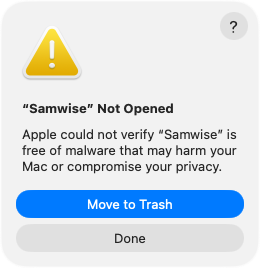 ?
“Samwise” Not Opened
Apple could not verify “Samwise” is
free of malware that may harm your
Mac or compromise your privacy.
Move to Trash
Done